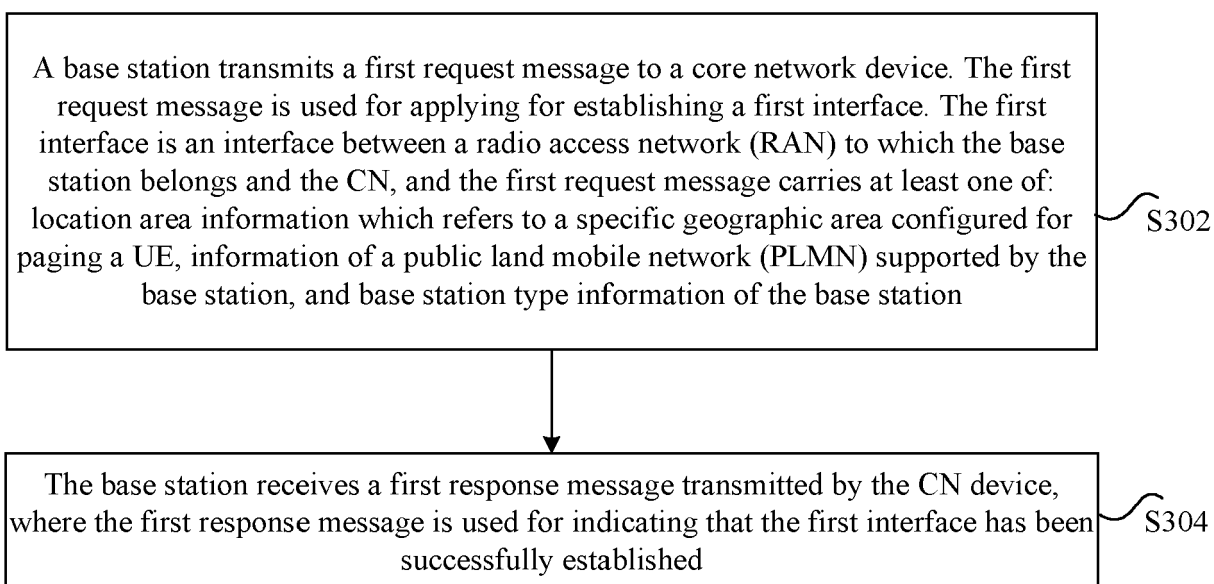 A base station transmits a first request message to a core network device. The first
request message is used for applying for establishing a first interface. The first
interface is an interface between a radio access network (RAN) to which the base
station belongs and the CN, and the first request message carries at least one of:
location area information which refers to a specific geographic area configured for
paging a UE, information of a public land mobile network (PLMN) supported by the
base station, and base station type information of the base station
S302
The base station receives a first response message transmitted by the CN device,
where the first response message is used for indicating that the first interface has been
successfully established
S304